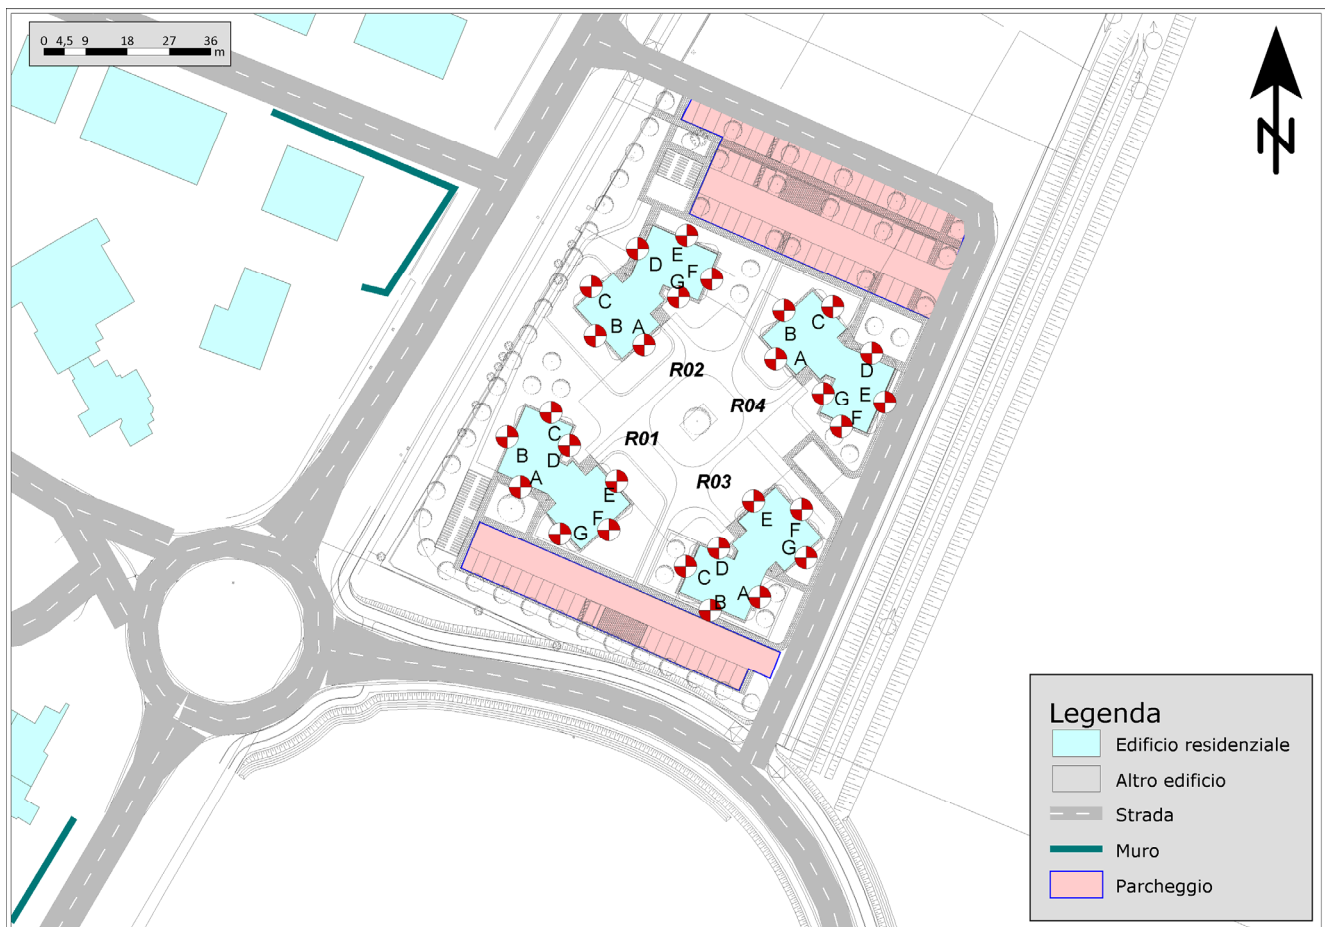 0 4,5 9 18 27 36
m
N
E
D
F
G
C
B A
R02
C
B
A
D
G E
F
R04
R01
C
B D
A
E
F
G
R03
E
F
G
D
C
B A
Legenda
Edificio residenziale
Altro edificio
Strada
Muro
Parcheggio